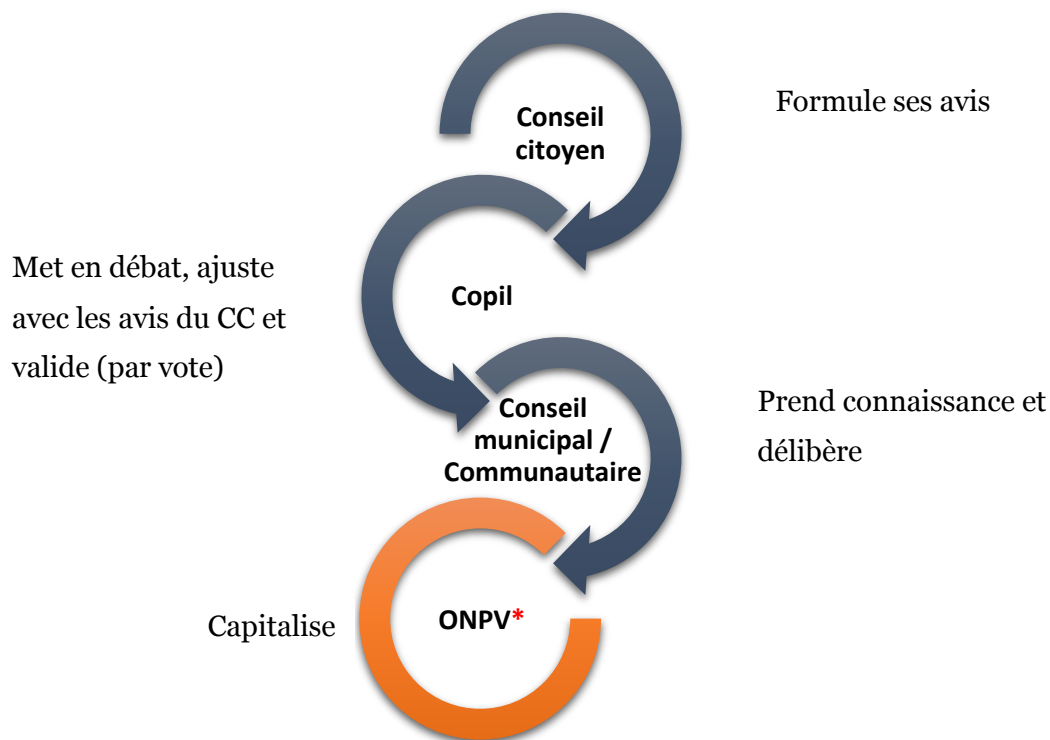 Conseil
citoyen
Formule ses avis
Met en débat, ajuste
avec les avis du CC et
valide (par vote)
Copil
Conseil
municipal /
Communautaire
Prend connaissance et
délibère
Capitalise
ONPV*